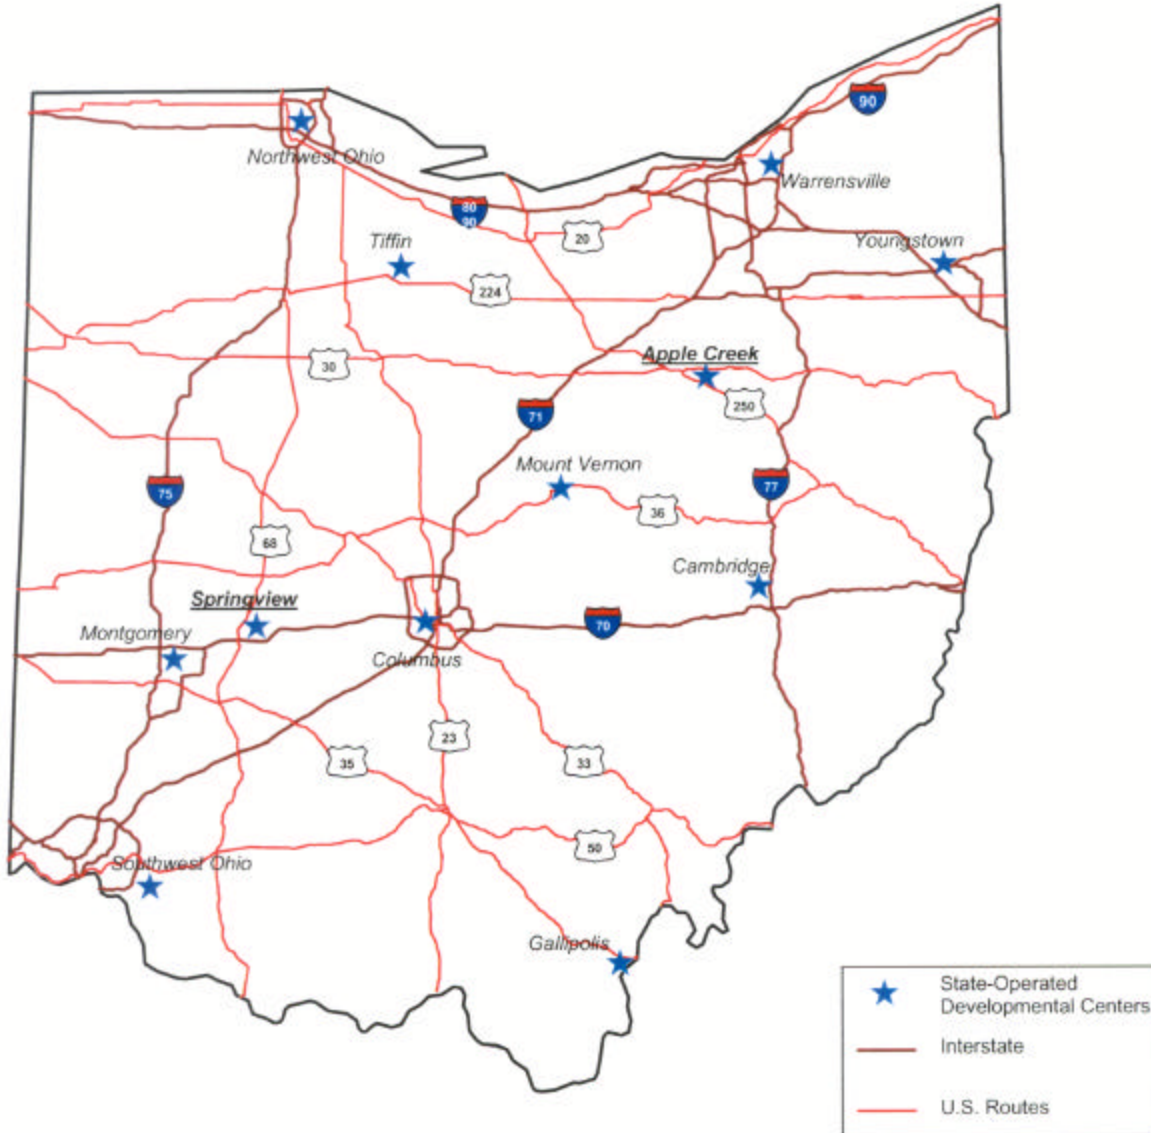 90
Northwest Ohio
Warrensville
80
90
20
Tiffin
Youngstown
224
Apple Creek
30
250
71
Mount Vernon
75
77
36
68
Cambridge
Springview
70
Montgomery
Columbus
23
35
33
50
Southwest Ohio
Gallipolis
State-Operated
Developmental Centers
Interstate
U.S. Routes